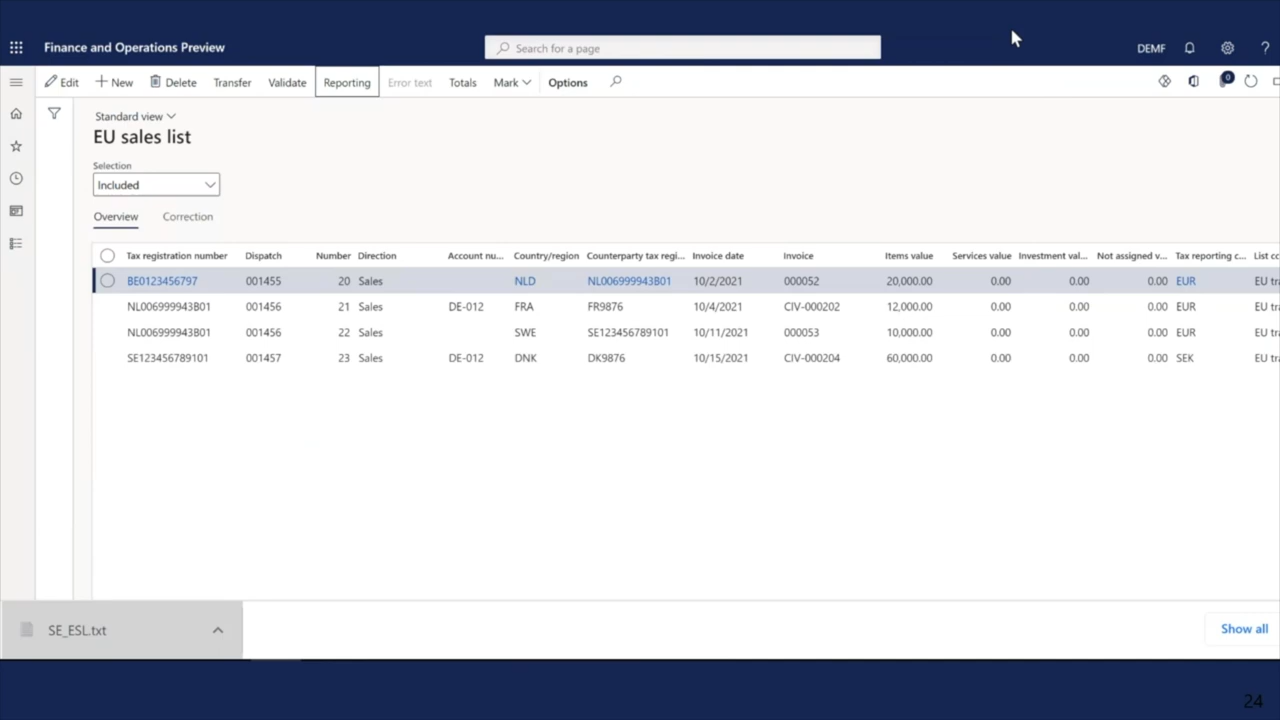 Finance and Operations Preview Search for a page DEMF ?
Edit New Delete Transfer Validate Reporting Error text Totals Mark Options 0
Standard view
EU sales list
Selection
Included
Overview Correction
Tax registration number Dispatch Number Direction Account nu... Country/region Counterparty tax regi... Invoice date Invoice Items value Services value Investment val... Not assigned v... Tax reporting c... List cc
BE0123456797 001455 20 Sales NLD NL006999943B01 10/2/2021 000052 20,000.00 0.00 0.00 0.00 EUR EU tra
NL006999943B01 001456 21 Sales DE-012 FRA FR9876 10/4/2021 CIV-000202 12,000.00 0.00 0.00 0.00 EUR EU tra
NL006999943B01 001456 22 Sales SWE SE123456789101 10/11/2021 000053 10,000.00 0.00 0.00 0.00 EUR EU tra
SE123456789101 001457 23 Sales DE-012 DNK DK9876 10/15/2021 CIV-000204 60,000.00 0.00 0.00 0.00 SEK EU tra
SE_ESL.txt Show all
24